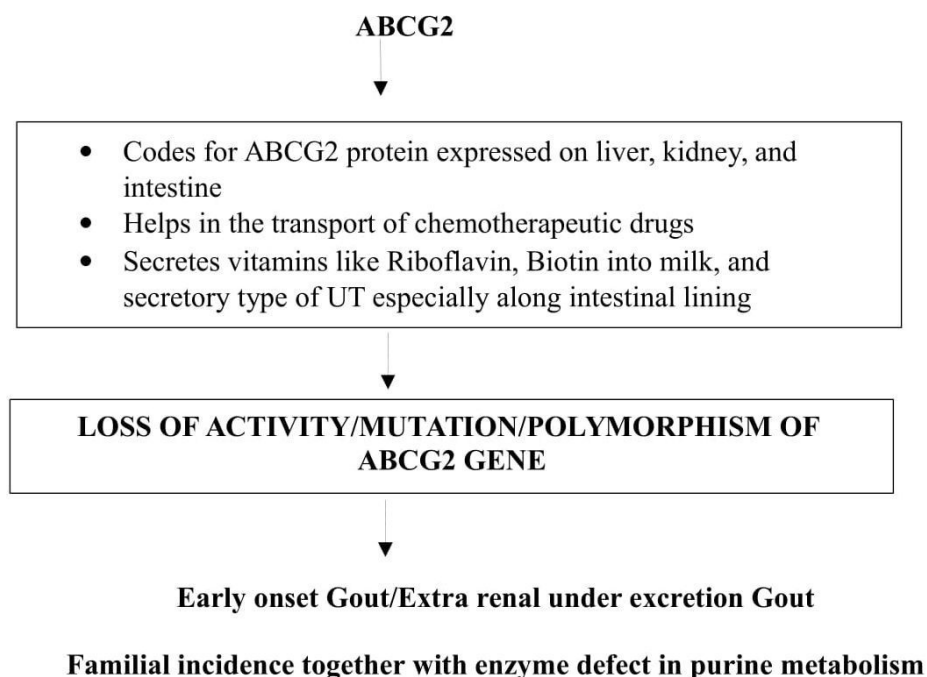 ABCG2
• Codes for ABCG2 protein expressed on liver, kidney, and
intestine
• Helps in the transport of chemotherapeutic drugs
• Secretes vitamins like Riboflavin, Biotin into milk, and
secretory type of UT especially along intestinal lining
LOSS OF ACTIVITY/MUTATION/POLYMORPHISM OF
ABCG2 GENE
Early onset Gout/Extra renal under excretion Gout
Familial incidence together with enzyme defect in purine metabolism